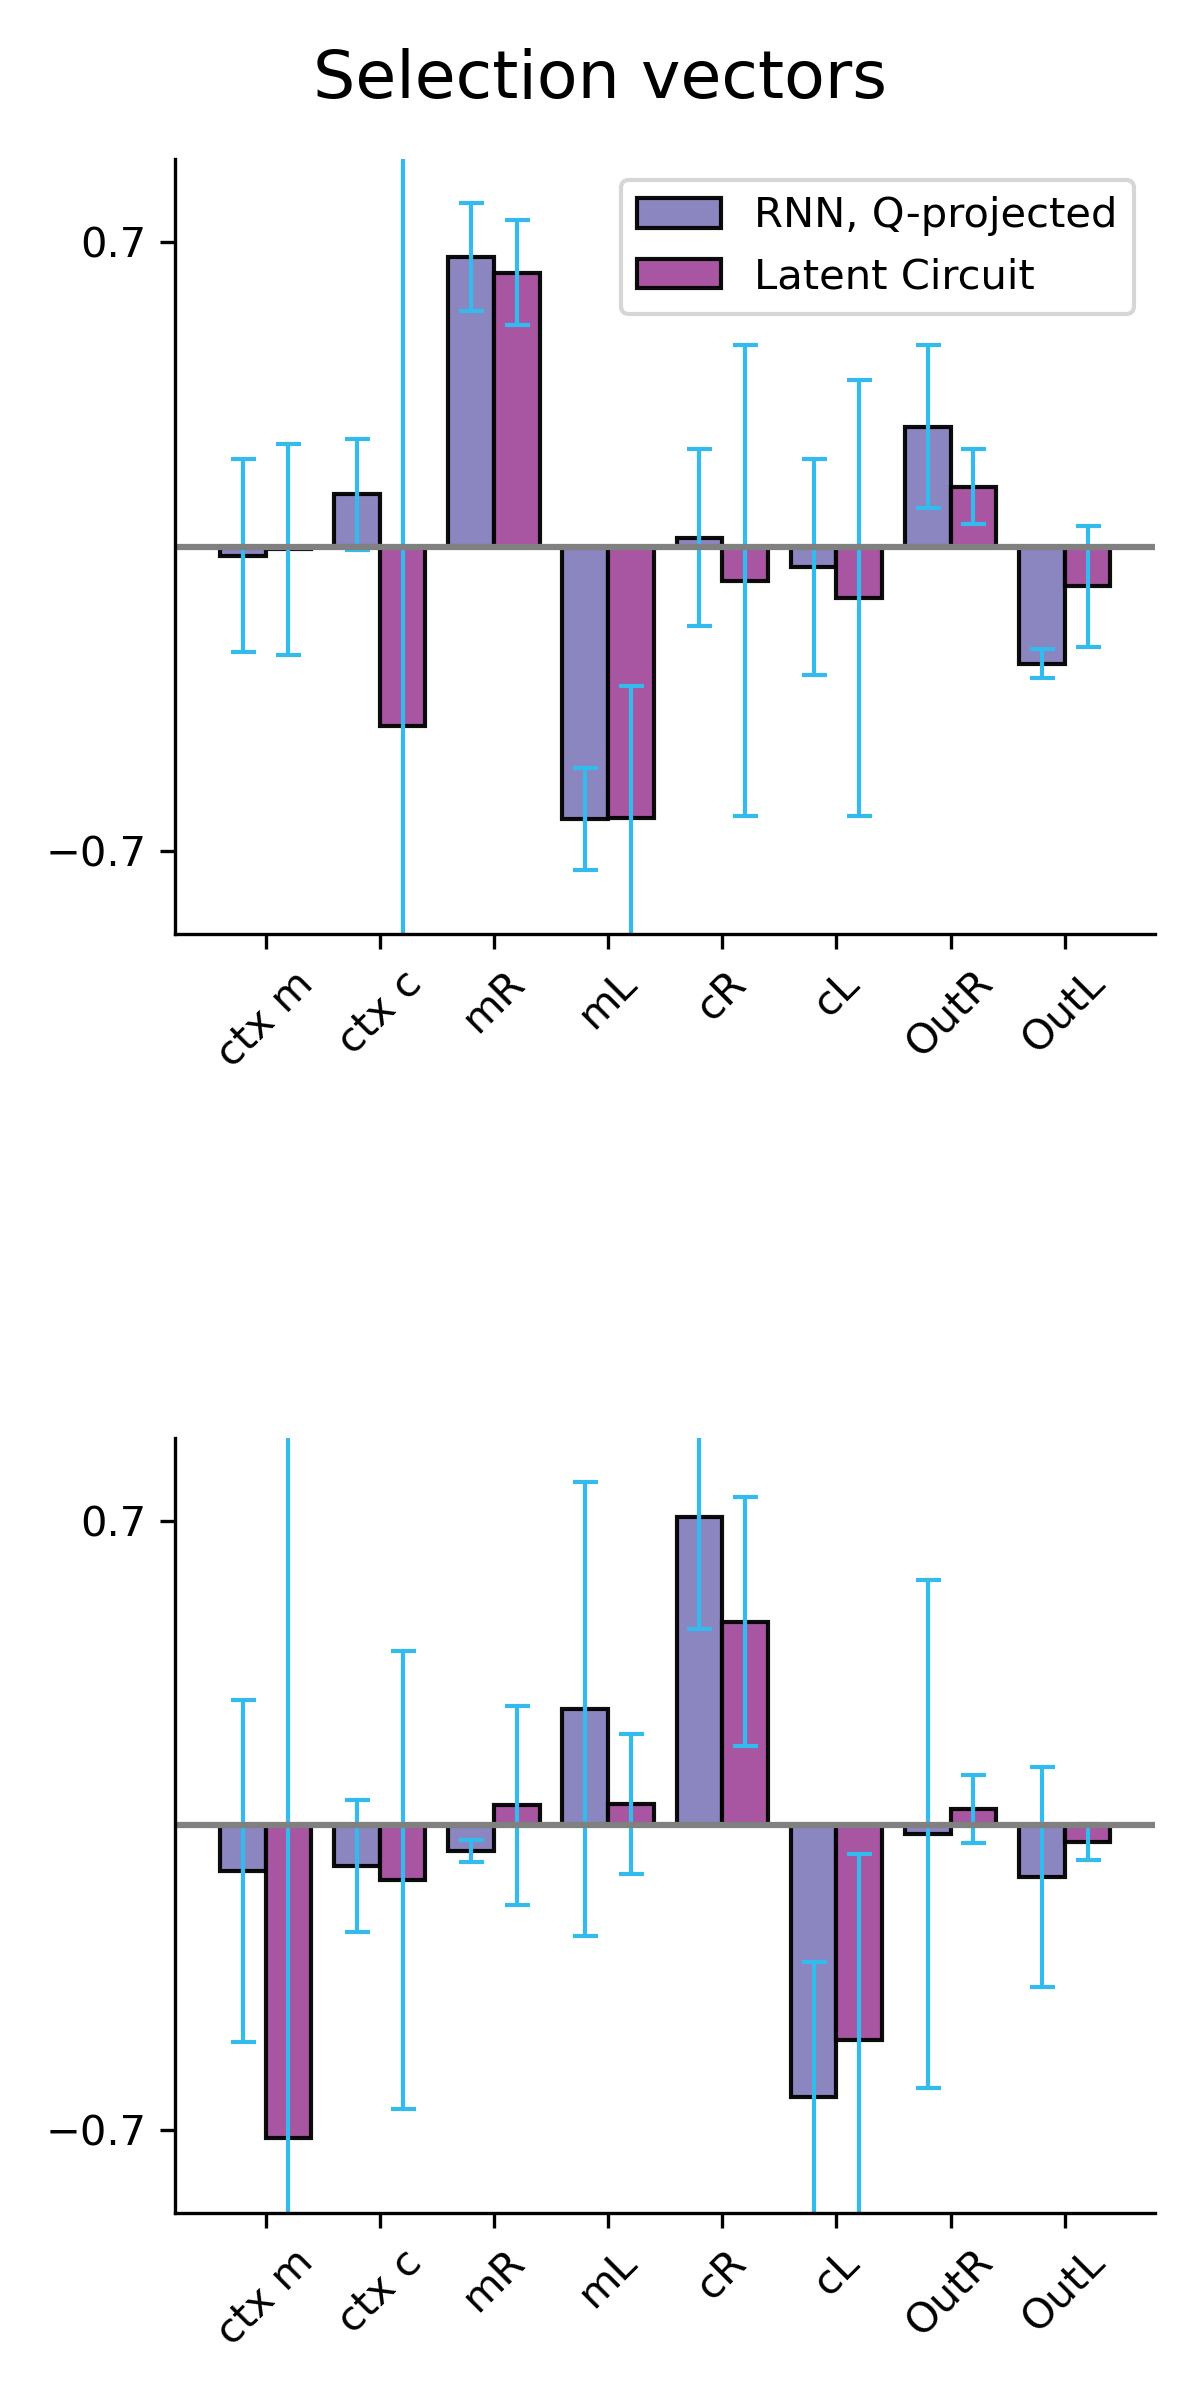 Selection vectors
RNN, Q-projected
Latent Circuit
0.7
−0.7
ctx m
ctx c
mR
mL
cR
cL
OutR
OutL
0.7
−0.7
ctx m
ctx c
mR
mL
cR
cL
OutR
OutL